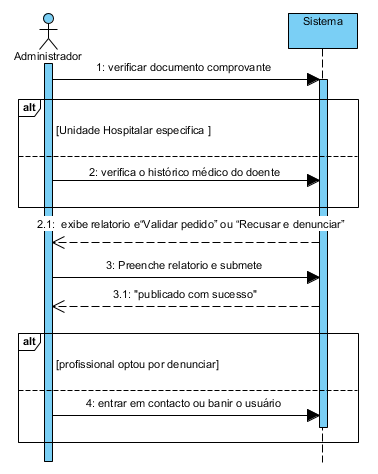 Sistema
Administrador
1: verificar documento comprovante
alt
[Unidade Hospitalar especifica ]
2: verifica o histórico médico do doente
2.1:  exibe relatorio e“Validar pedido” ou “Recusar e denunciar”
3: Preenche relatorio e submete
3.1: "publicado com sucesso"
alt
[profissional optou por denunciar]
4: entrar em contacto ou banir o usuário